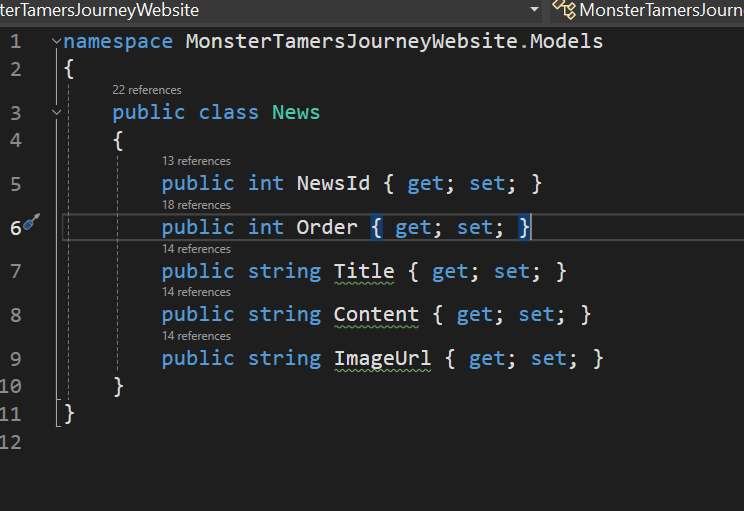 terTamersJourneyWebsite MonsterTamersJourn
1 namespace MonsterTamersJourneyWebsite.Models
2 {
22 references
3 public class News
4 {
13 references
5 public int NewsId { get; set; }
18 references
6 public int Order { get; set; }
14 references
7 public string Title { get; set; }
14 references
8 public string Content { get; set; }
14 references
9 public string ImageUrl { get; set; }
10 }
11 }
12